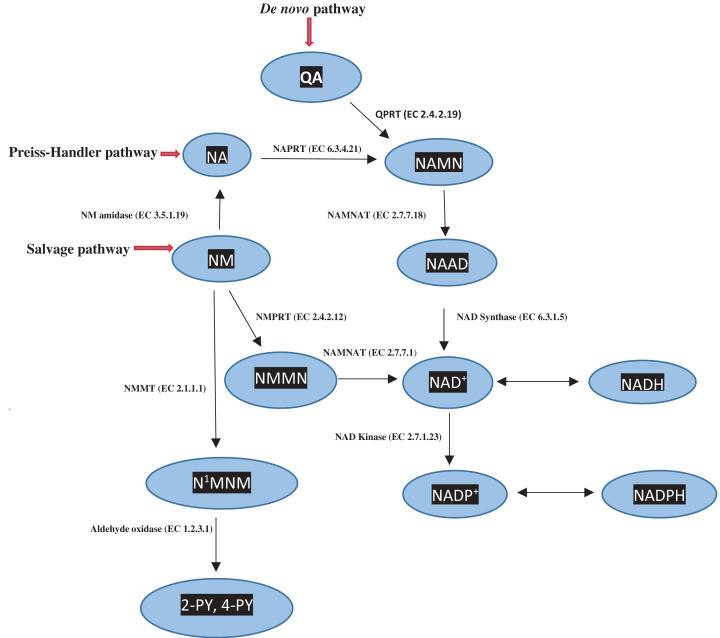 De novo pathway
QA
QPRT (EC 2.4.2.19)
Preiss-Handler pathway
NA
NAPRT (EC 6.3.4.21)
NAMN
NM amidase (EC 3.5.1.19)
NAMNAT (EC 2.7.7.18)
Salvage pathway
NM
NAAD
NMPRT (EC 2.4.2.12)
NAD Synthase (EC 6.3.1.5)
NAMNAT (EC 2.7.7.1)
NMMT (EC 2.1.1.1)
NMMN
NAD⁺
NADH
NAD Kinase (EC 2.7.1.23)
N¹MNM
NADP⁺
NADPH
Aldehyde oxidase (EC 1.2.3.1)
2-PY, 4-PY